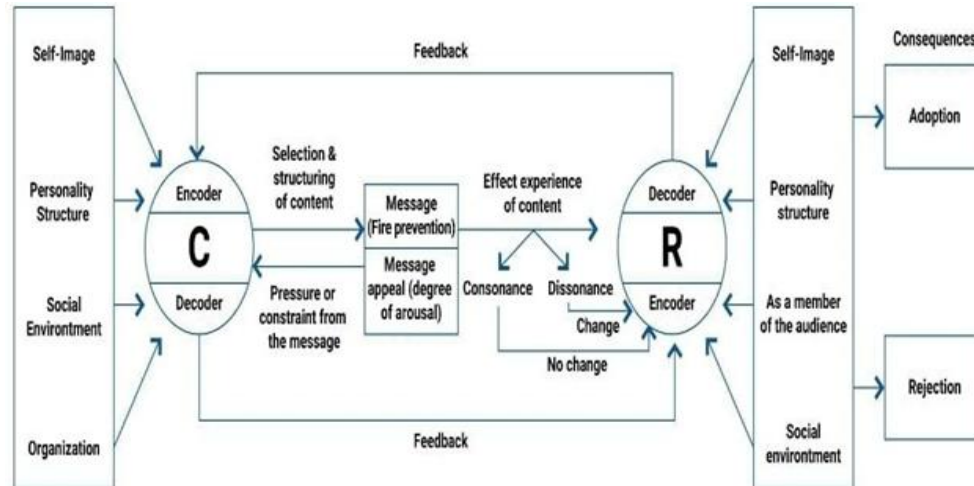 Self-Image
Personality
Structure
Social
Environtment
Organization
Feedback
Encoder
C
Decoder
Selection &
structuring
of content
Pressure or
constraint from
the message
Message
(Fire prevention)
Message
appeal (degree
of arousal)
Effect experience
of content
Consonance
Dissonance
Change
No change
Feedback
Decoder
R
Encoder
Self-Image
Personality
structure
As a member
of the audience
Social
environtment
Consequences
Adoption
Rejection